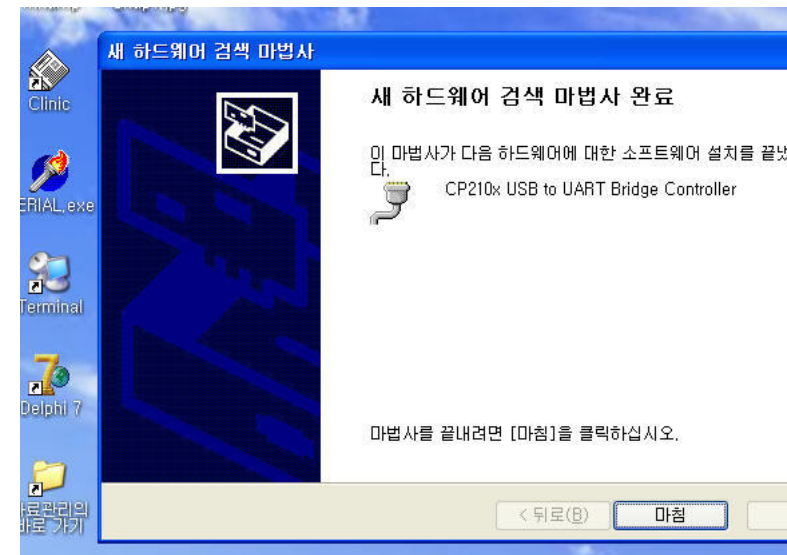 새 하드웨어 검색 마법사
Clinic
ERIAL.exe
Terminal
Delphi 7
료관리의
바로 가기
새 하드웨어 검색 마법사 완료
이 마법사가 다음 하드웨어에 대한 소프트웨어 설치를 끝냈
다.
CP210x USB to UART Bridge Controller
마법사를 끝내려면 [마침]을 클릭하십시오.
< 뒤로(B)
마침